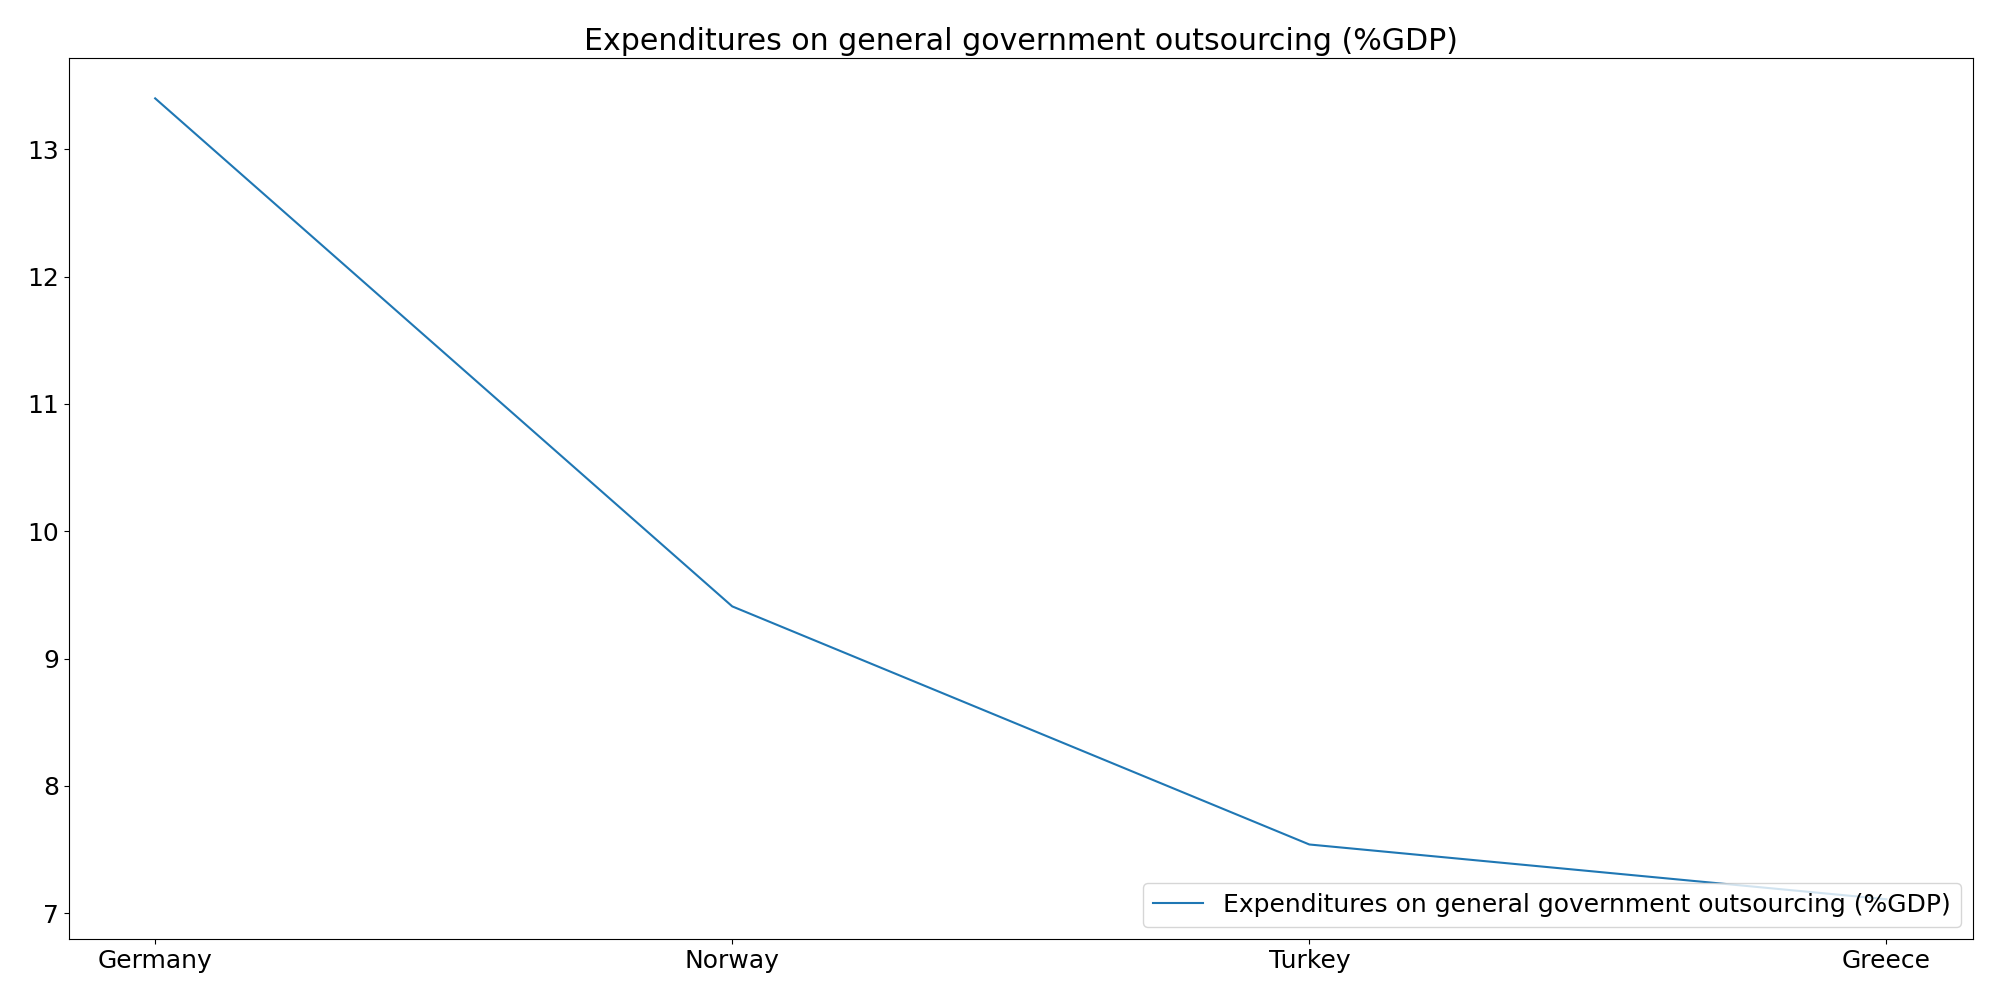 Expenditures on general government outsourcing (%GDP)
13
12
11
10
9
8
7
Expenditures on general government outsourcing (%GDP)
Germany Norway Turkey Greece